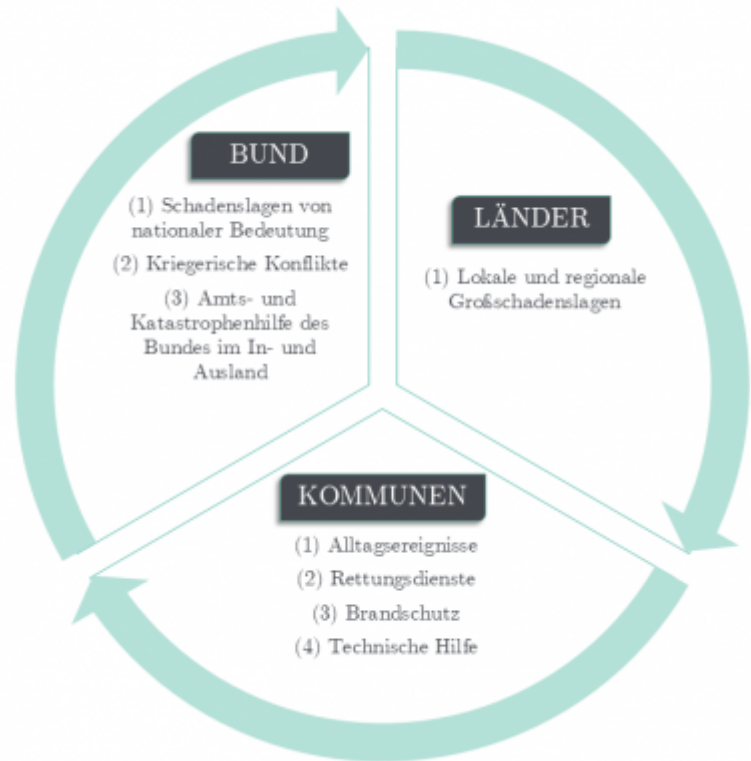 BUND
(1) Schadenslagen von
nationaler Bedeutung
(2) Kriegerische Konflikte
(3) Amts- und
Katastrophenhilfe des
Bundes im In- und
Ausland
LÄNDER
(1) Lokale und regionale
Großschadenslagen
KOMMUNEN
(1) Alltagsereignisse
(2) Rettungsdienste
(3) Brandschutz
(4) Technische Hilfe